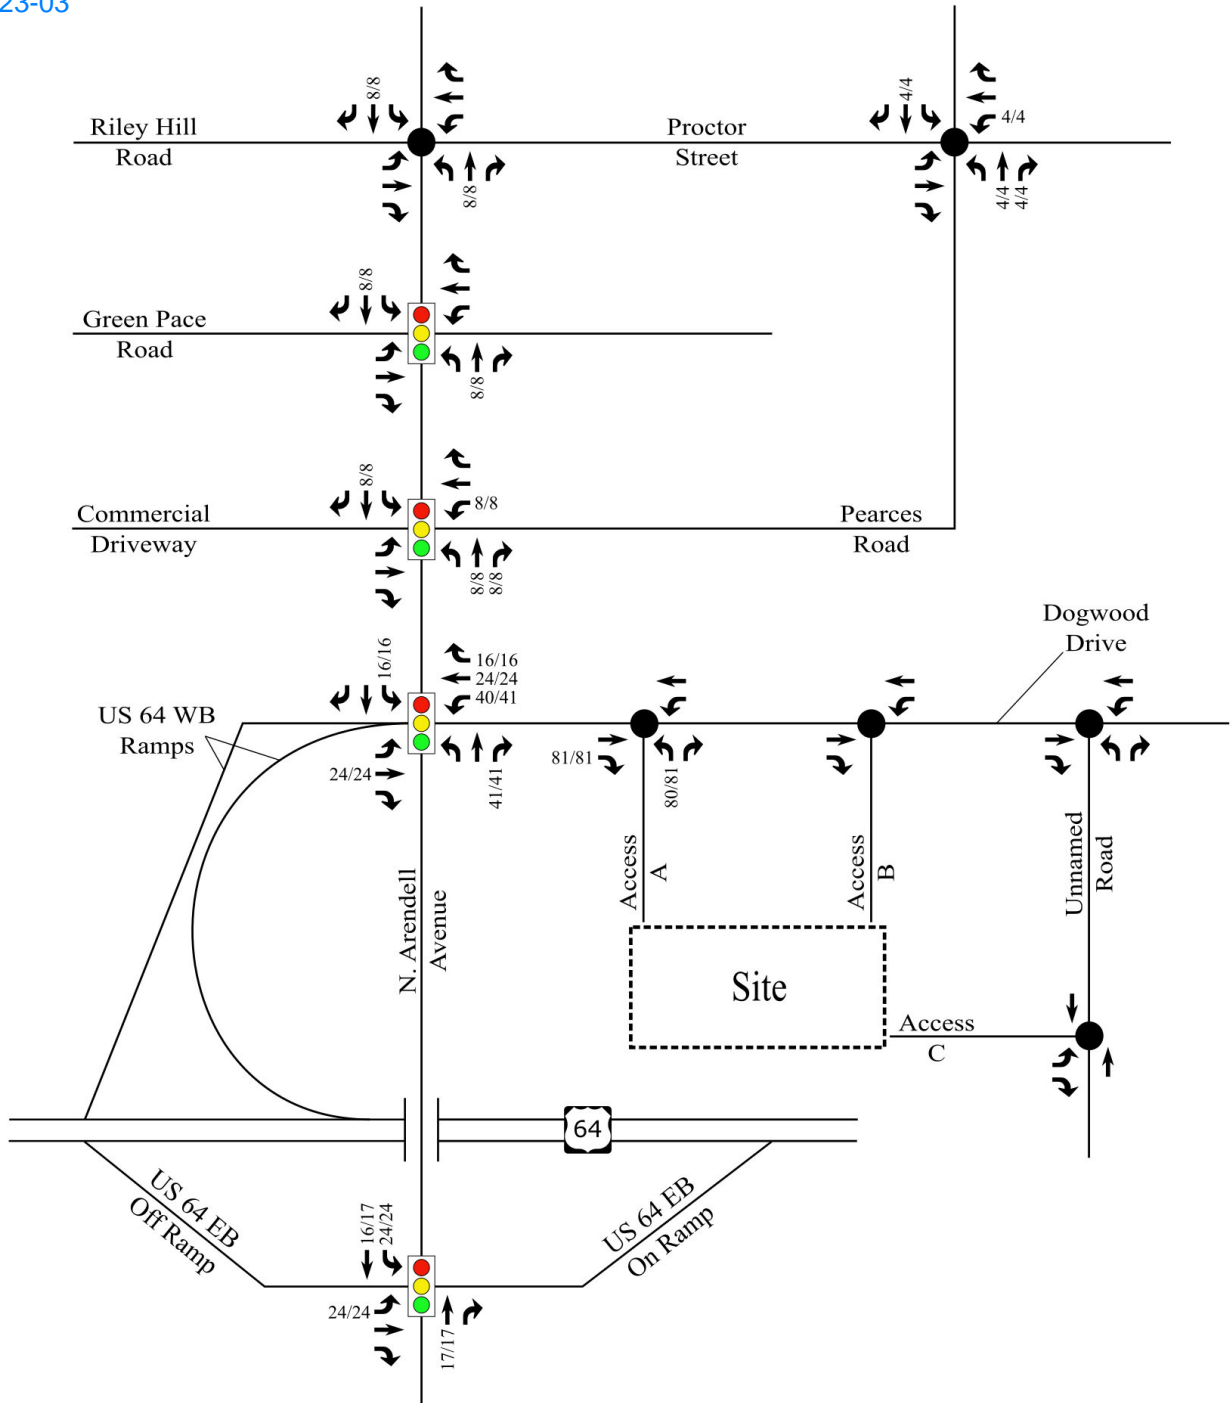 23-03
8/8
4/4
Riley Hill
Road
Proctor
Street
4/4
8/8
4/4
4/4
8/8
Green Pace
Road
8/8
8/8
Commercial
Driveway
8/8
Pearces
Road
8/8
8/8
Dogwood
Drive
16/16
16/16
24/24
40/41
US 64 WB
Ramps
24/24
41/41
81/81
80/81
Access
A
Access
B
Unnamed
Road
N. Arendell
Avenue
Site
Access
C
64
US 64 EB
Off Ramp
US 64 EB
On Ramp
16/17
24/24
24/24
17/17